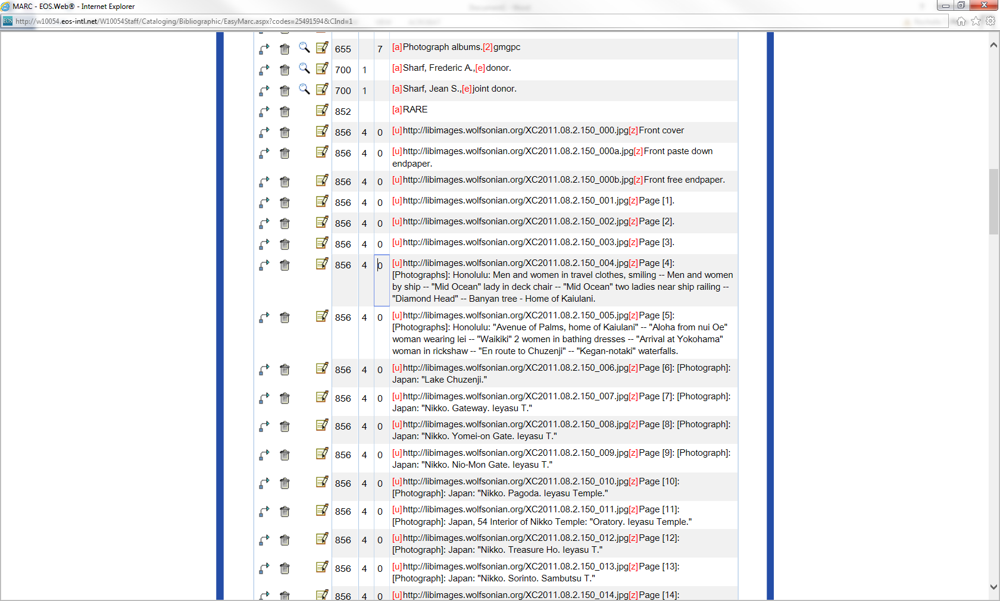 MARC - EOS.Web® - Internet Explorer
EOS http://w10054.eos-intl.net/W10054Staff/Cataloging/Bibliographic/EasyMarc.aspx?codes=25491594&CInd=1
655 7 [a]Photograph albums.[2]gmgpc
700 1 [a]Sharf, Frederic A.,[e]donor.
700 1 [a]Sharf, Jean S.,[e]joint donor.
852 [a]RARE
856 4 0 [u]http://libimages.wolfsonian.org/XC2011.08.2.150_000.jpg[z]Front cover
856 4 0 [u]http://libimages.wolfsonian.org/XC2011.08.2.150_000a.jpg[z]Front paste down
endpaper.
856 4 0 [u]http://libimages.wolfsonian.org/XC2011.08.2.150_000b.jpg[z]Front free endpaper.
856 4 0 [u]http://libimages.wolfsonian.org/XC2011.08.2.150_001.jpg[z]Page [1].
856 4 0 [u]http://libimages.wolfsonian.org/XC2011.08.2.150_002.jpg[z]Page [2].
856 4 0 [u]http://libimages.wolfsonian.org/XC2011.08.2.150_003.jpg[z]Page [3].
856 4 0 [u]http://libimages.wolfsonian.org/XC2011.08.2.150_004.jpg[z]Page [4]:
[Photographs]: Honolulu: Men and women in travel clothes, smiling -- Men and women
by ship -- "Mid Ocean" lady in deck chair -- "Mid Ocean" two ladies near ship railing --
"Diamond Head" -- Banyan tree - Home of Kaiulani.
856 4 0 [u]http://libimages.wolfsonian.org/XC2011.08.2.150_005.jpg[z]Page [5]:
[Photographs]: Honolulu: "Avenue of Palms, home of Kaiulani" -- "Aloha from nui Oe"
woman wearing lei -- "Waikiki" 2 women in bathing dresses -- "Arrival at Yokohama"
woman in rickshaw -- "En route to Chuzenji" -- "Kegan-notaki" waterfalls.
856 4 0 [u]http://libimages.wolfsonian.org/XC2011.08.2.150_006.jpg[z]Page [6]: [Photograph]:
Japan: "Lake Chuzenji."
856 4 0 [u]http://libimages.wolfsonian.org/XC2011.08.2.150_007.jpg[z]Page [7]: [Photograph]:
Japan: "Nikko. Gateway. Ieyasu T."
856 4 0 [u]http://libimages.wolfsonian.org/XC2011.08.2.150_008.jpg[z]Page [8]: [Photograph]:
Japan: "Nikko. Yomei-on Gate. Ieyasu T."
856 4 0 [u]http://libimages.wolfsonian.org/XC2011.08.2.150_009.jpg[z]Page [9]: [Photograph]:
Japan: "Nikko. Nio-Mon Gate. Ieyasu T."
856 4 0 [u]http://libimages.wolfsonian.org/XC2011.08.2.150_010.jpg[z]Page [10]:
[Photograph]: Japan: "Nikko. Pagoda. Ieyasu Temple."
856 4 0 [u]http://libimages.wolfsonian.org/XC2011.08.2.150_011.jpg[z]Page [11]:
[Photograph]: Japan, 54 Interior of Nikko Temple: "Oratory. Ieyasu Temple."
856 4 0 [u]http://libimages.wolfsonian.org/XC2011.08.2.150_012.jpg[z]Page [12]:
[Photograph]: Japan: "Nikko. Treasure Ho. Ieyasu T."
856 4 0 [u]http://libimages.wolfsonian.org/XC2011.08.2.150_013.jpg[z]Page [13]:
[Photograph]: Japan: "Nikko. Sorinto. Sambutsu T."
856 4 0 [u]http://libimages.wolfsonian.org/XC2011.08.2.150_014.jpg[z]Page [14]: